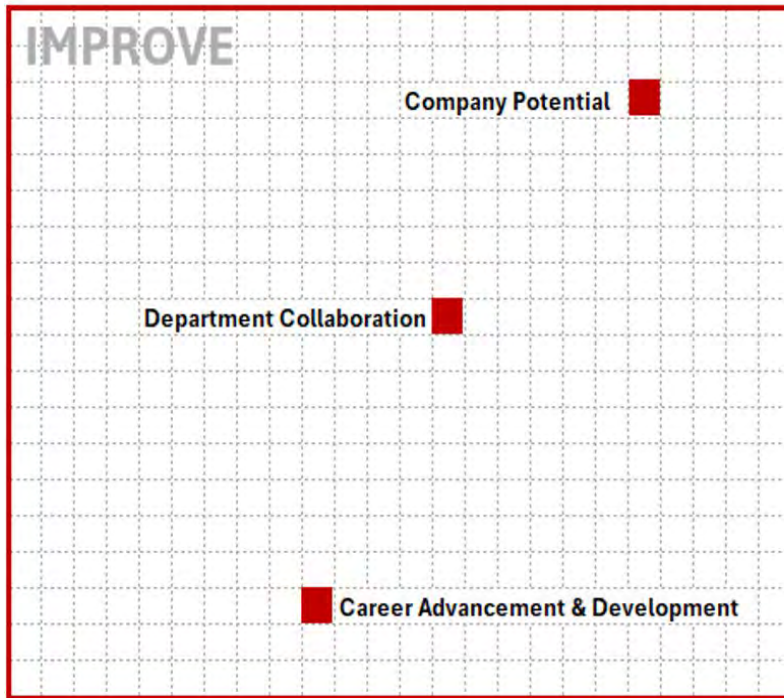 IMPROVE
Company Potential
Department Collaboration
Career Advancement & Development